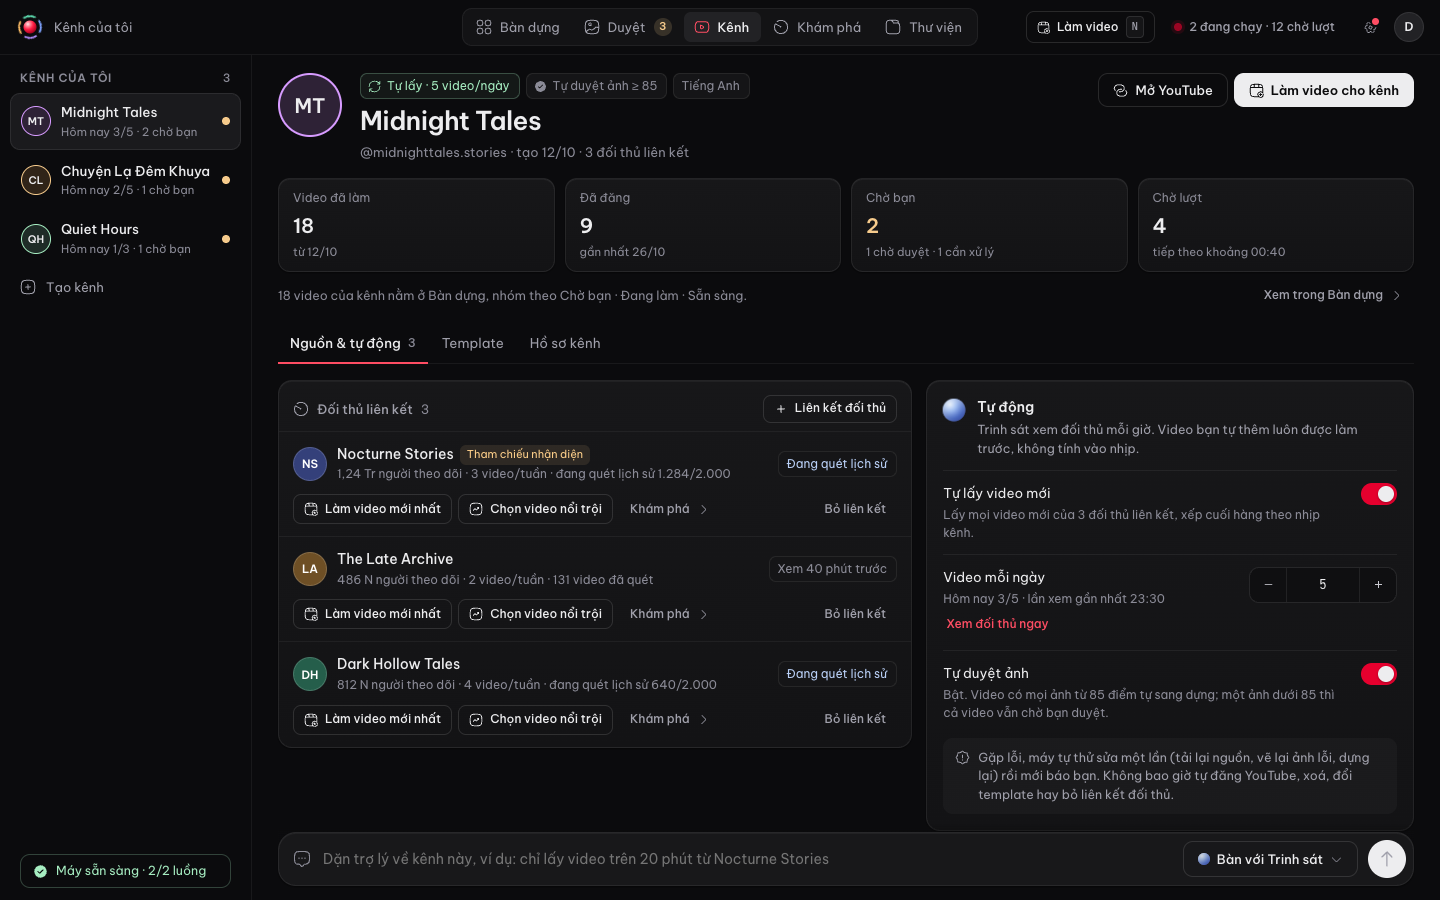 Kênh của tôi
Bàn dựng
Duyệt 3
Kênh
Khám phá
Thư viện
Làm video N
2 đang chạy · 12 chờ lượt
D
KÊNH CỦA TÔI 3
MT
Midnight Tales
Hôm nay 3/5 · 2 chờ bạn
CL
Chuyện Lạ Đêm Khuya
Hôm nay 2/5 · 1 chờ bạn
QH
Quiet Hours
Hôm nay 1/3 · 1 chờ bạn
Tạo kênh
Máy sẵn sàng · 2/2 luồng
MT
Tự lấy · 5 video/ngày
Tự duyệt ảnh ≥ 85
Tiếng Anh
Midnight Tales
@midnighttales.stories · tạo 12/10 · 3 đối thủ liên kết
Mở YouTube
Làm video cho kênh
Video đã làm
18
từ 12/10
Đã đăng
9
gần nhất 26/10
Chờ bạn
2
1 chờ duyệt · 1 cần xử lý
Chờ lượt
4
tiếp theo khoảng 00:40
18 video của kênh nằm ở Bàn dựng, nhóm theo Chờ bạn · Đang làm · Sẵn sàng.
Xem trong Bàn dựng
Nguồn & tự động 3
Template
Hồ sơ kênh
Đối thủ liên kết 3
Liên kết đối thủ
NS
Nocturne Stories
Tham chiếu nhận diện
1,24 Tr người theo dõi · 3 video/tuần · đang quét lịch sử 1.284/2.000
Đang quét lịch sử
Làm video mới nhất
Chọn video nổi trội
Khám phá
Bỏ liên kết
LA
The Late Archive
486 N người theo dõi · 2 video/tuần · 131 video đã quét
Xem 40 phút trước
Làm video mới nhất
Chọn video nổi trội
Khám phá
Bỏ liên kết
DH
Dark Hollow Tales
812 N người theo dõi · 4 video/tuần · đang quét lịch sử 640/2.000
Đang quét lịch sử
Làm video mới nhất
Chọn video nổi trội
Khám phá
Bỏ liên kết
Tự động
Trinh sát xem đối thủ mỗi giờ. Video bạn tự thêm luôn được làm
trước, không tính vào nhịp.
Tự lấy video mới
Lấy mọi video mới của 3 đối thủ liên kết, xếp cuối hàng theo nhịp
kênh.
Video mỗi ngày
Hôm nay 3/5 · lần xem gần nhất 23:30
− 5 +
Xem đối thủ ngay
Tự duyệt ảnh
Bật. Video có mọi ảnh từ 85 điểm tự sang dựng; một ảnh dưới 85 thì
cả video vẫn chờ bạn duyệt.
Gặp lỗi, máy tự thử sửa một lần (tải lại nguồn, vẽ lại ảnh lỗi, dựng
lại) rồi mới báo bạn. Không bao giờ tự đăng YouTube, xoá, đổi
template hay bỏ liên kết đối thủ.
Dặn trợ lý về kênh này, ví dụ: chỉ lấy video trên 20 phút từ Nocturne Stories
Bàn với Trinh sát